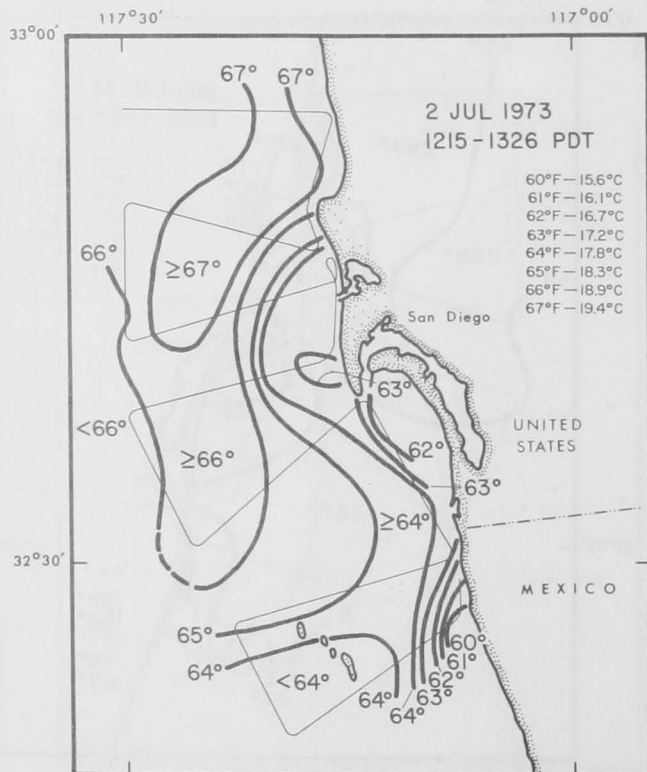 117°30' 117°00'
33°00'
67° 67°
2 JUL 1973
1215-1326 PDT
60°F-15.6°C
61°F-16.1°C
62°F-16.7°C
63°F-17.2°C
64°F-17.8°C
65°F-18.3°C
66°F-18.9°C
67°F-19.4°C
66°
≥67°
San Diego
63°
<66°
≥66°
UNITED
STATES
62°
63°
≥64°
32°30'
MEXICO
65°
64°
<64°
60°
61°
62°
63°
64°
64°